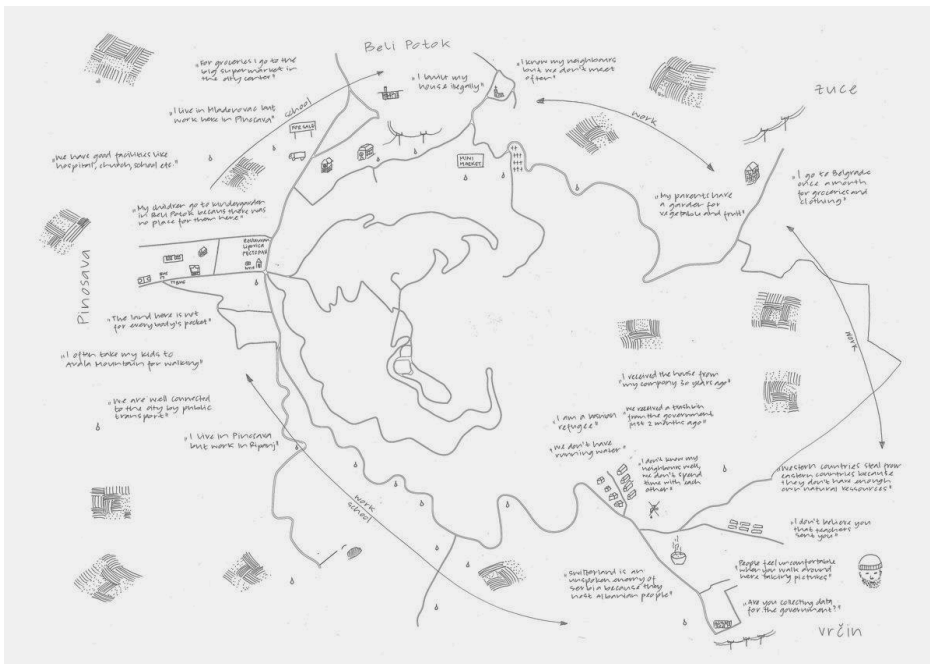 Beli Potok
„For groceries I go to the
big supermarket in
the city center“
„I built my
house illegally“
„I know my neighbours
but we don't meet
often“
zuce
school
„I live in Mladenovac but
work here in Pinosava“
FOR SALE
work
„We have good facilities like
hospital, church, school etc.“
MINI
MARKET
„I go to Belgrade
once a month
for groceries and
clothing“
„My parents have
a garden for
vegetable and fruit“
„My children go to kindergarden
in Beli Potok becaus there was
no place for them here“
Pinosava
„The land here is not
for everybody's pocket“
work
„I often take my kids to
Avala Mountain for walking“
„I received the house from
my company 30 years ago“
„We are well connected
to the city by public
transport“
„I am a bosnian
refugee“
„We received a trashbin
from the government
just 2 months ago“
„I live in Pinosava
but work in Ripanj“
„We don't have
running water“
„I don't know my
neighbours well,
we don't spend
time with each
other“
„Western countries steal from
eastern countries because
they don't have enough
own natural ressources“
work
school
„I don't believe you
that teachers
sent you“
„Switzerland is an
unspoken enemy of
Serbia because they
host albanian people“
„People feel uncomfortable
when you walk around
here taking pictures“
„Are you collecting data
for the government?“
vrčin